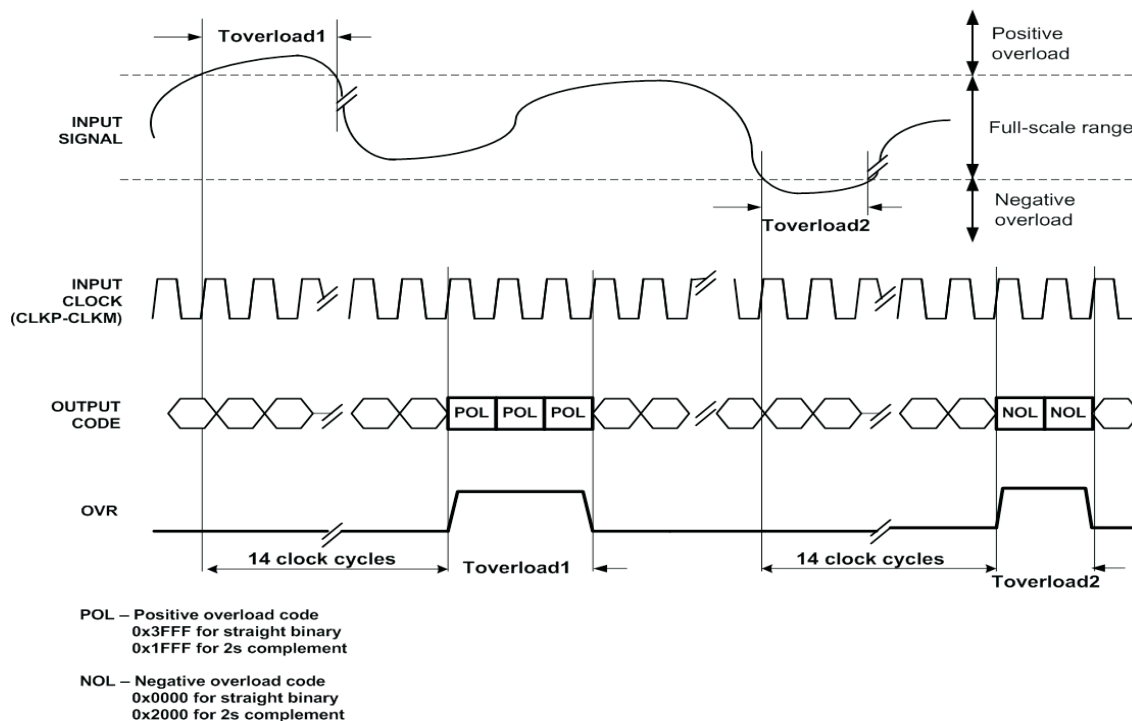 Toverload1
Positive
overload
INPUT
SIGNAL
Full-scale range
Negative
overload
Toverload2
INPUT
CLOCK
(CLKP-CLKM)
OUTPUT
CODE
POL POL POL
NOL NOL
OVR
14 clock cycles
Toverload1
14 clock cycles
Toverload2
POL – Positive overload code
0x3FFF for straight binary
0x1FFF for 2s complement
NOL – Negative overload code
0x0000 for straight binary
0x2000 for 2s complement